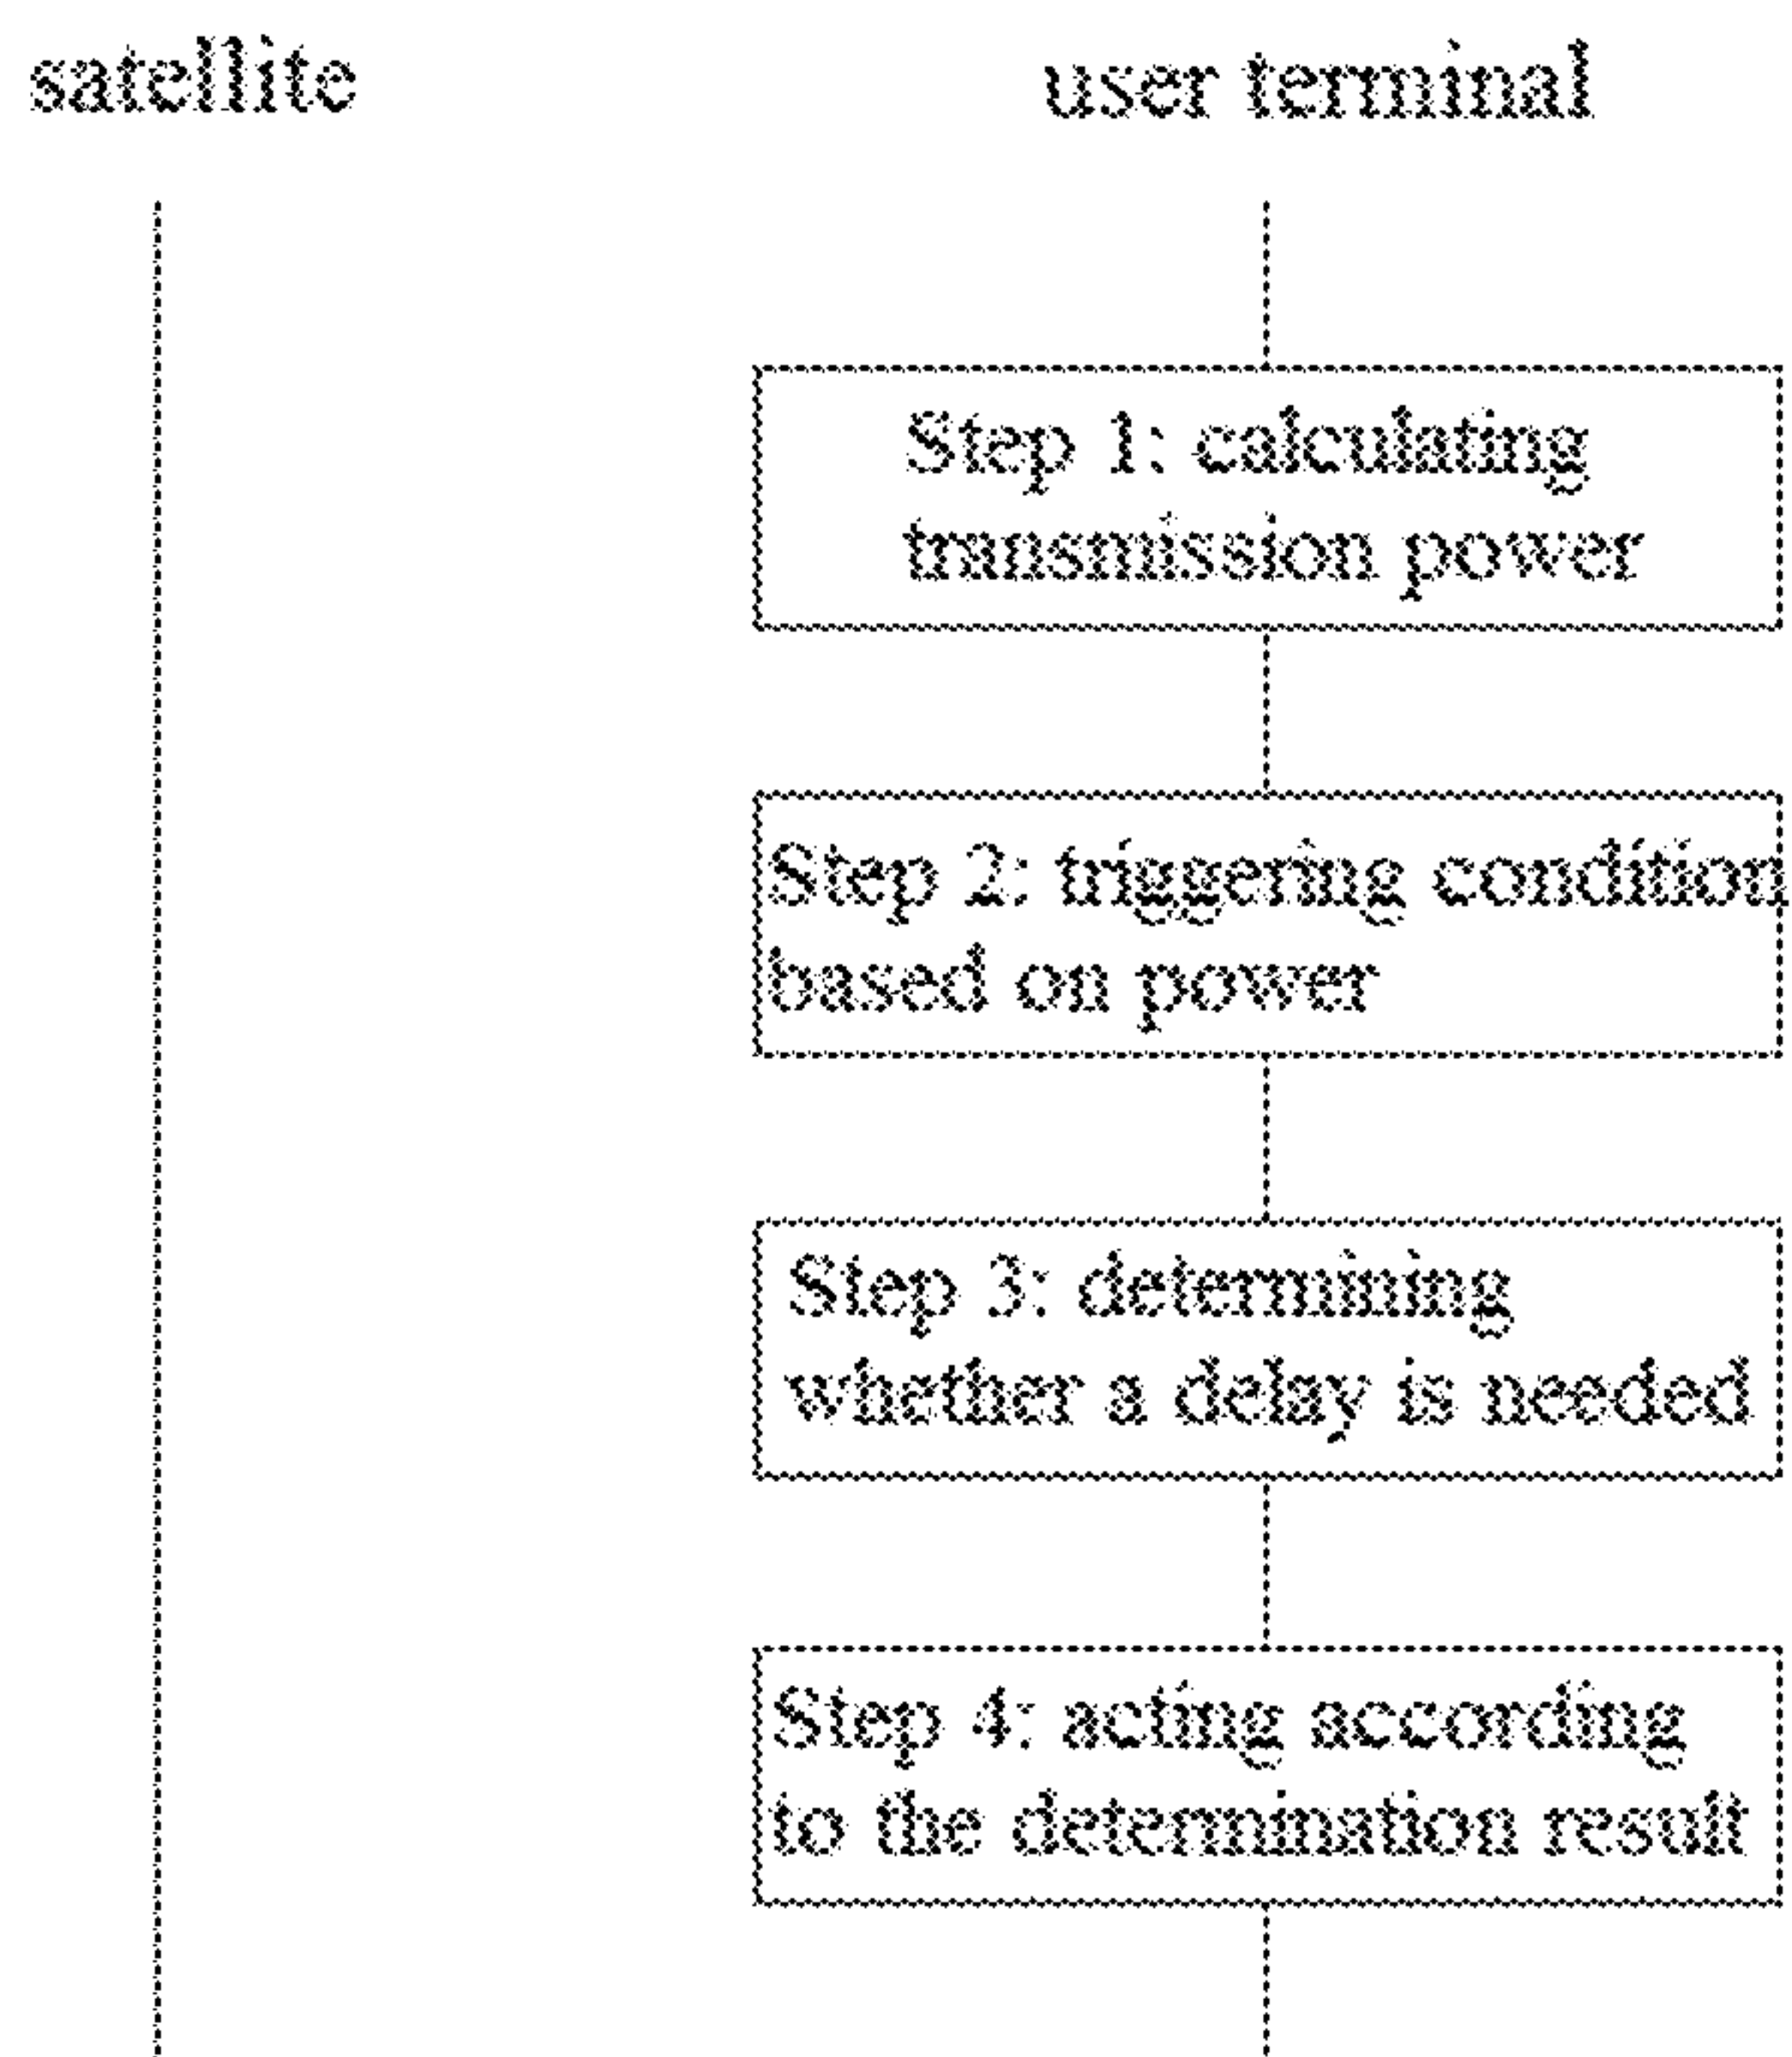 satellite
user terminal
Step 1: calculating
transmission power
Step 2: triggering condition
based on power
Step 3: determining
whether a delay is needed
Step 4: acting according
to the determination result